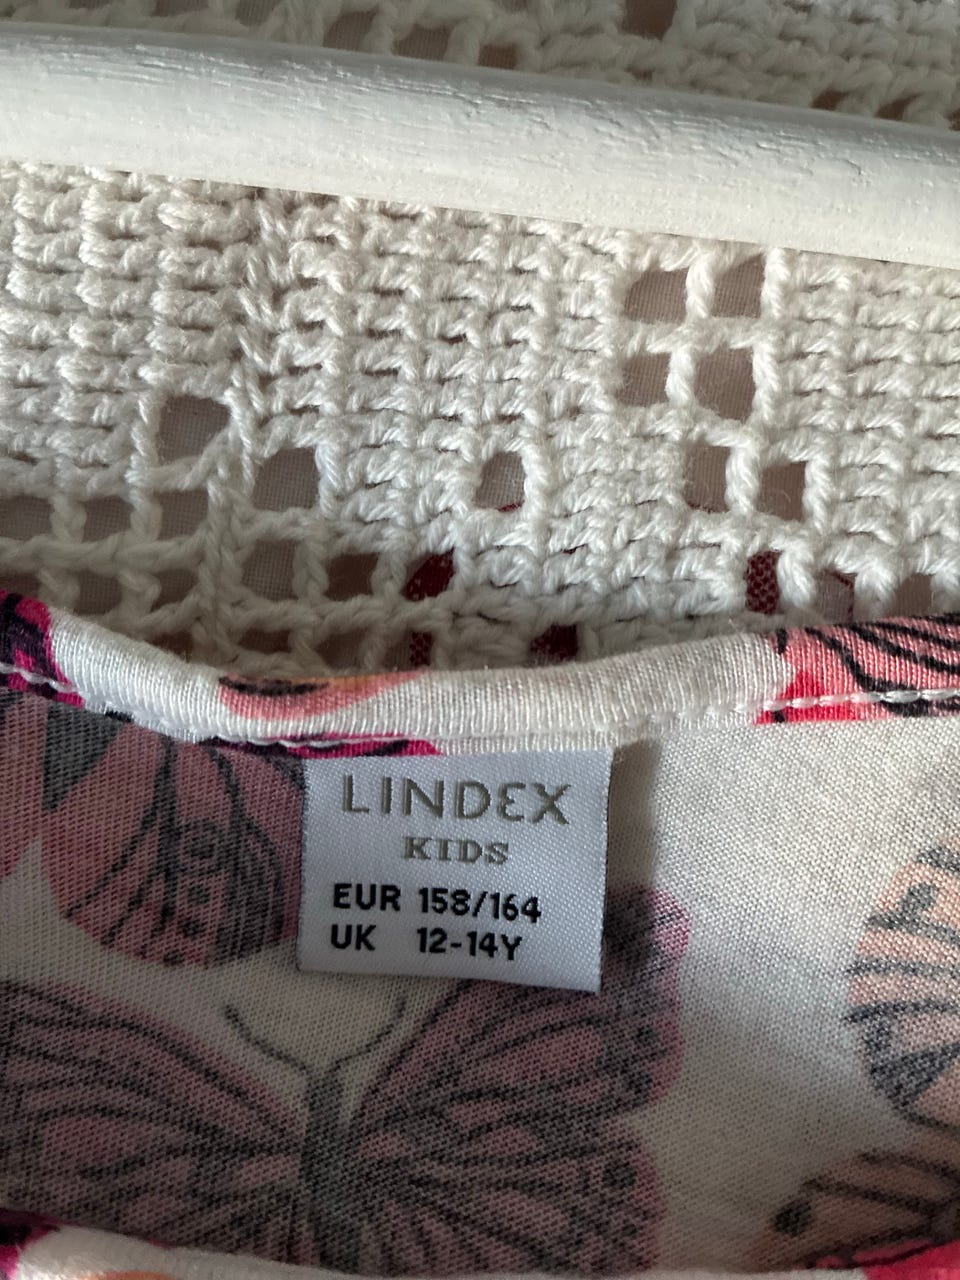 LINDEX
KIDS
EUR 158/164
UK 12-14Y